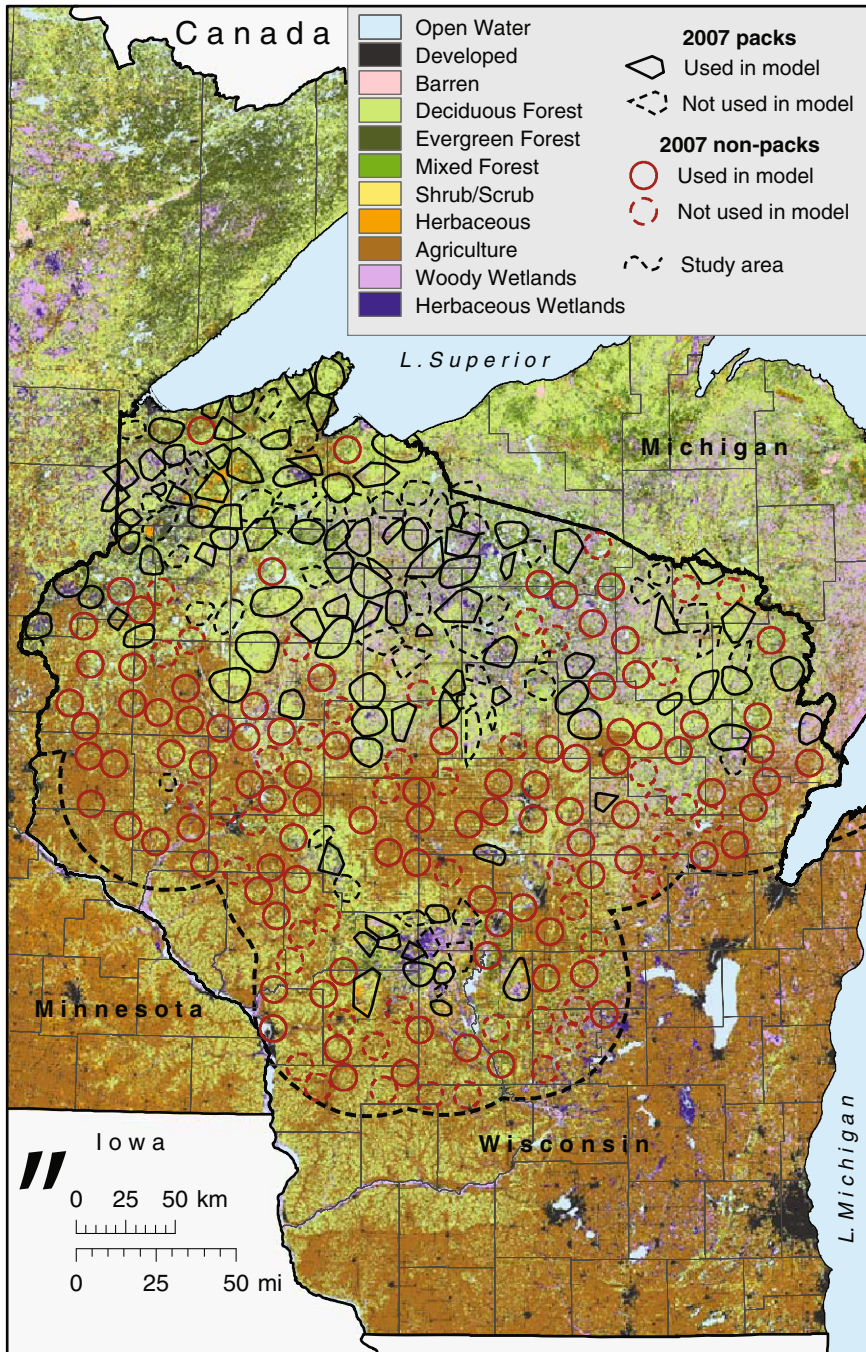 Canada
Open Water
Developed
Barren
Deciduous Forest
Evergreen Forest
Mixed Forest
Shrub/Scrub
Herbaceous
Agriculture
Woody Wetlands
Herbaceous Wetlands
2007 packs
Used in model
Not used in model
2007 non-packs
Used in model
Not used in model
Study area
L. Superior
Michigan
Minnesota
Iowa
Wisconsin
L. Michigan
0 25 50 km
0 25 50 mi